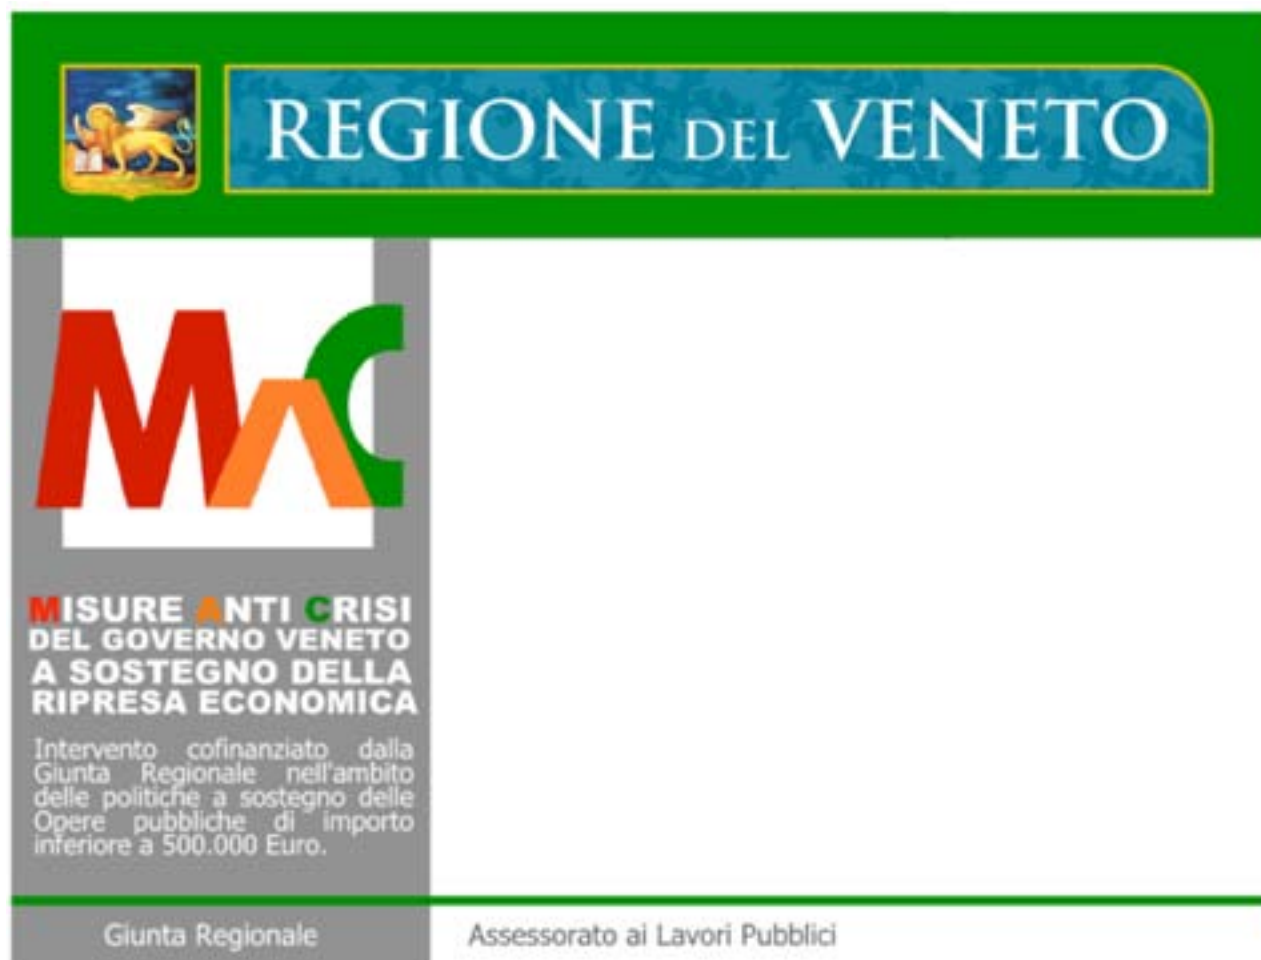 REGIONE DEL VENETO
MAC
MISURE ANTI CRISI
DEL GOVERNO VENETO
A SOSTEGNO DELLA
RIPRESA ECONOMICA
Intervento cofinanziato dalla
Giunta Regionale nell'ambito
delle politiche a sostegno delle
Opere pubbliche di importo
inferiore a 500.000 Euro.
Giunta Regionale
Assessorato ai Lavori Pubblici